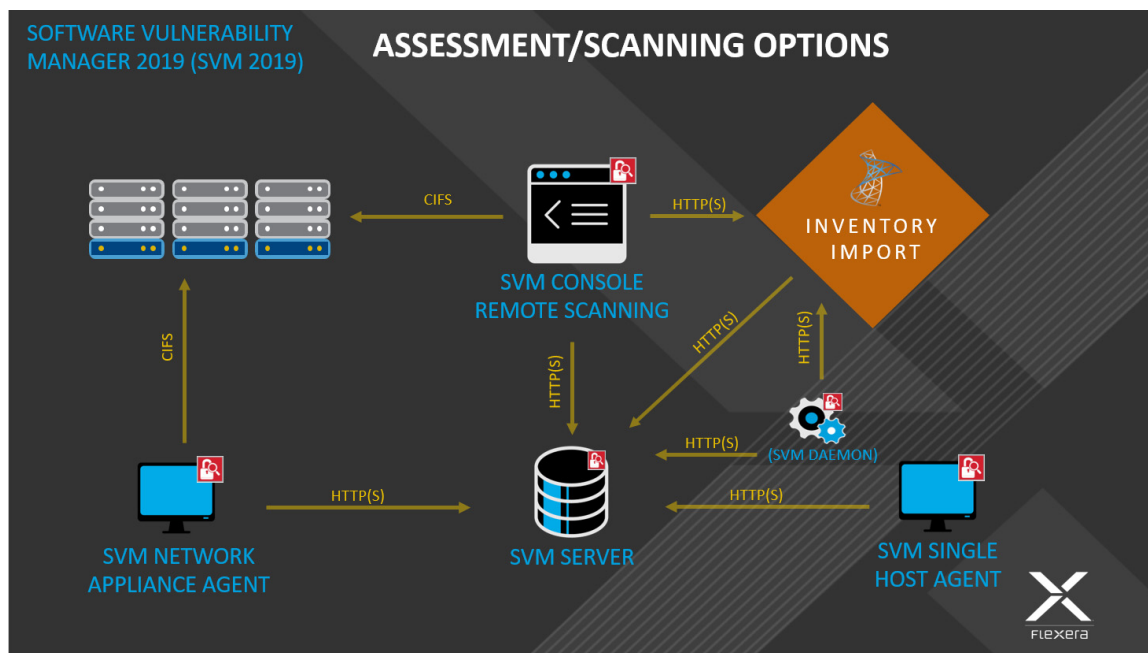 SOFTWARE VULNERABILITY
MANAGER 2019 (SVM 2019)
ASSESSMENT/SCANNING OPTIONS
CIFS
HTTP(S)
INVENTORY
IMPORT
SVM CONSOLE
REMOTE SCANNING
CIFS
HTTP(S)
HTTP(S)
HTTP(S)
HTTP(S)
(SVM DAEMON)
HTTP(S)
HTTP(S)
SVM NETWORK
APPLIANCE AGENT
SVM SERVER
SVM SINGLE
HOST AGENT
FLexera